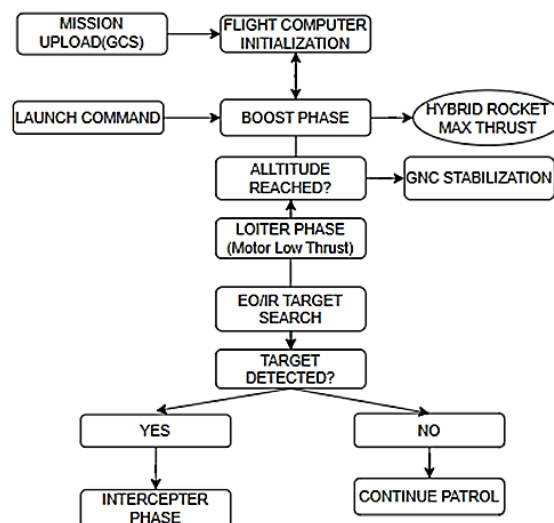 MISSION
UPLOAD(GCS)
FLIGHT COMPUTER
INITIALIZATION
LAUNCH COMMAND
BOOST PHASE
HYBRID ROCKET
MAX THRUST
ALLTITUDE
REACHED?
GNC STABILIZATION
LOITER PHASE
(Motor Low Thrust)
EO/IR TARGET
SEARCH
TARGET
DETECTED?
YES
NO
INTERCEPTER
PHASE
CONTINUE PATROL